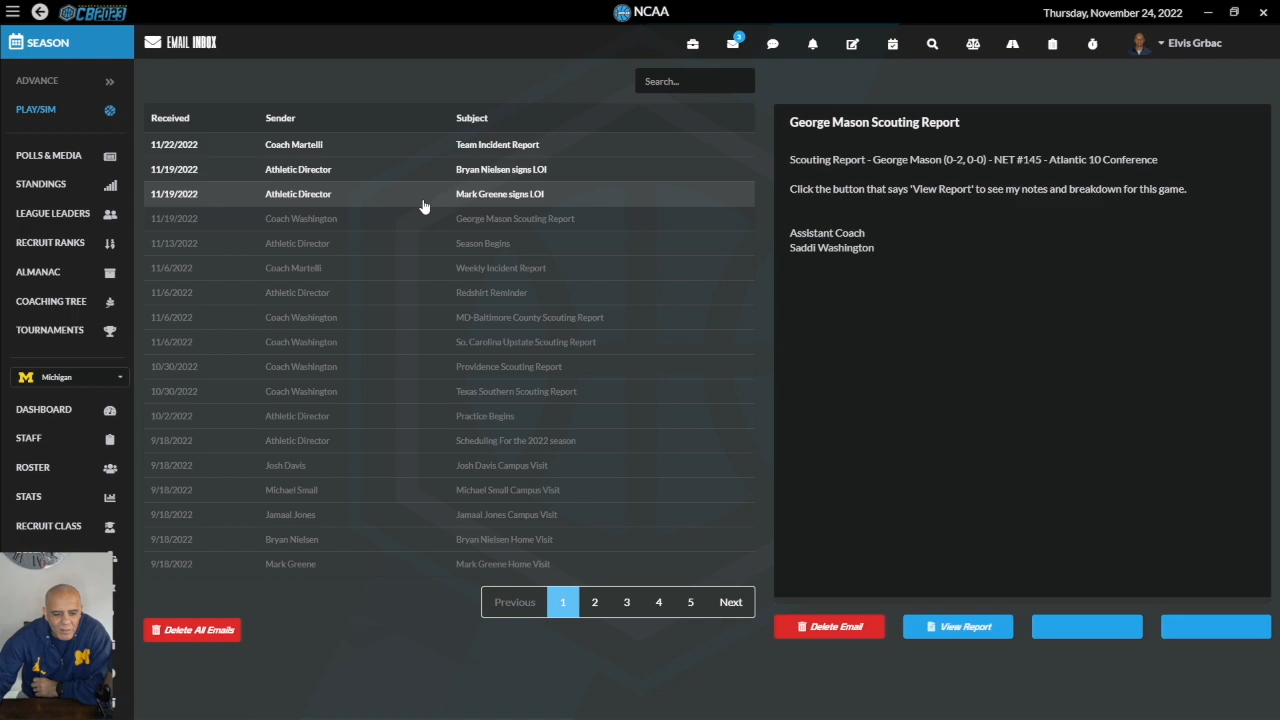 CB2023
NCAA
Thursday, November 24, 2022
SEASON
EMAIL INBOX
3
Elvis Grbac
ADVANCE
PLAY/SIM
POLLS & MEDIA
STANDINGS
LEAGUE LEADERS
RECRUIT RANKS
ALMANAC
COACHING TREE
TOURNAMENTS
M Michigan
DASHBOARD
STAFF
ROSTER
STATS
RECRUIT CLASS
Search...
Received Sender Subject
11/22/2022 Coach Martelli Team Incident Report
11/19/2022 Athletic Director Bryan Nielsen signs LOI
11/19/2022 Athletic Director Mark Greene signs LOI
11/19/2022 Coach Washington George Mason Scouting Report
11/13/2022 Athletic Director Season Begins
11/6/2022 Coach Martelli Weekly Incident Report
11/6/2022 Athletic Director Redshirt Reminder
11/6/2022 Coach Washington MD-Baltimore County Scouting Report
11/6/2022 Coach Washington So. Carolina Upstate Scouting Report
10/30/2022 Coach Washington Providence Scouting Report
10/30/2022 Coach Washington Texas Southern Scouting Report
10/2/2022 Athletic Director Practice Begins
9/18/2022 Athletic Director Scheduling For the 2022 season
9/18/2022 Josh Davis Josh Davis Campus Visit
9/18/2022 Michael Small Michael Small Campus Visit
9/18/2022 Jamaal Jones Jamaal Jones Campus Visit
9/18/2022 Bryan Nielsen Bryan Nielsen Home Visit
9/18/2022 Mark Greene Mark Greene Home Visit
Previous 1 2 3 4 5 Next
Delete All Emails
George Mason Scouting Report
Scouting Report - George Mason (0-2, 0-0) - NET #145 - Atlantic 10 Conference
Click the button that says 'View Report' to see my notes and breakdown for this game.
Assistant Coach
Saddi Washington
Delete Email View Report
M